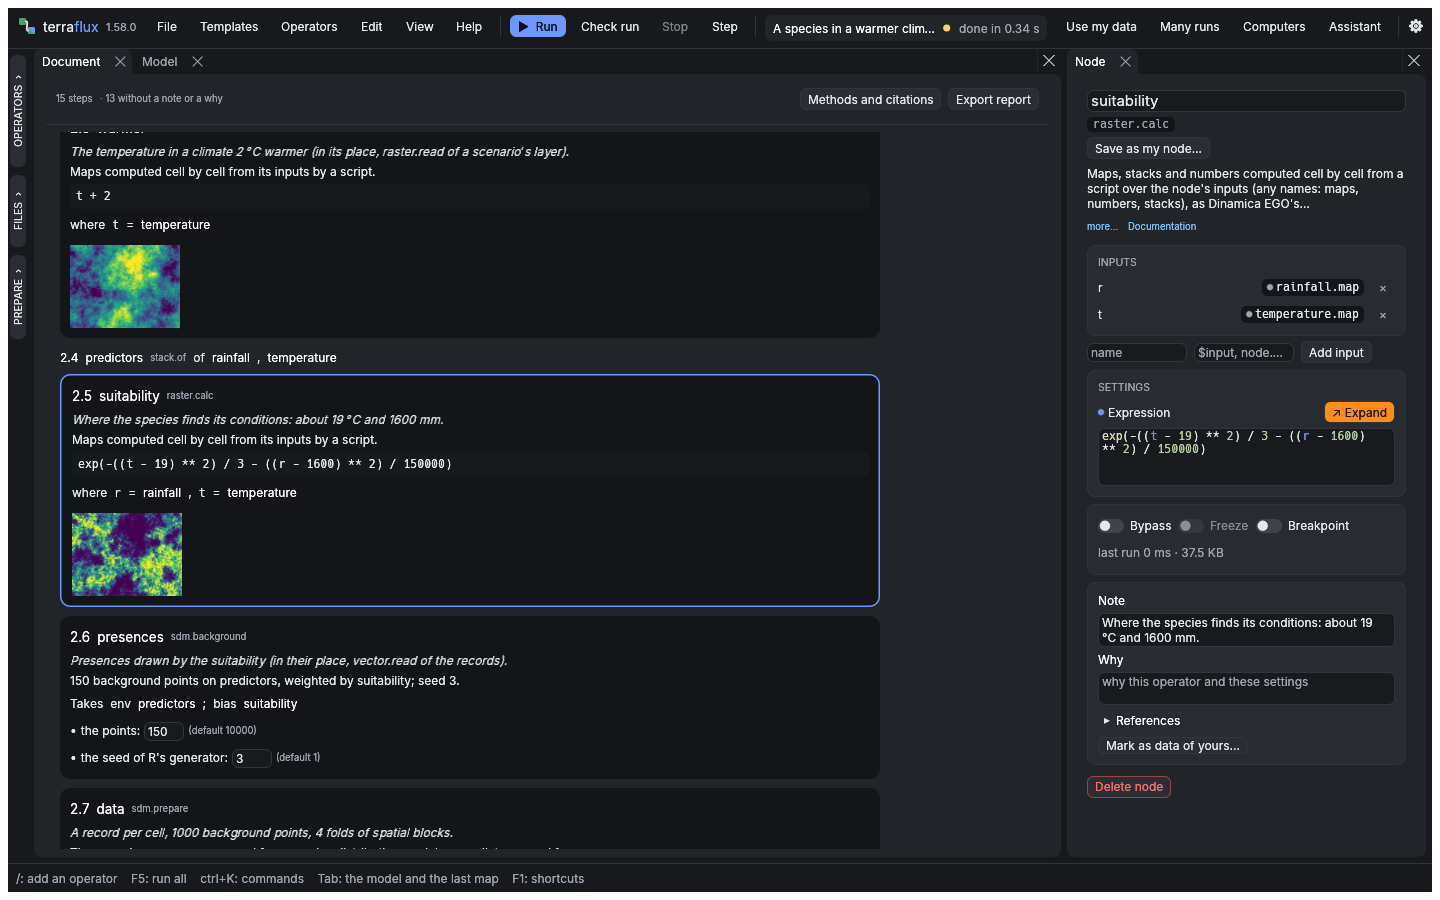 terraflux 1.58.0 File Templates Operators Edit View Help Run Check run Stop Step A species in a warmer clim... done in 0.34 s Use my data Many runs Computers Assistant
OPERATORS
FILES
PREPARE
Document
Model
15 steps · 13 without a note or a why
Methods and citations
Export report
The temperature in a climate 2 °C warmer (in its place, raster.read of a scenario's layer).
Maps computed cell by cell from its inputs by a script.
t + 2
where t = temperature
2.4 predictors stack.of of rainfall , temperature
2.5 suitability raster.calc
Where the species finds its conditions: about 19 °C and 1600 mm.
Maps computed cell by cell from its inputs by a script.
exp(-((t - 19) ** 2) / 3 - ((r - 1600) ** 2) / 150000)
where r = rainfall , t = temperature
2.6 presences sdm.background
Presences drawn by the suitability (in their place, vector.read of the records).
150 background points on predictors, weighted by suitability; seed 3.
Takes env predictors ; bias suitability
• the points: 150 (default 10000)
• the seed of R's generator: 3 (default 1)
2.7 data sdm.prepare
A record per cell, 1000 background points, 4 folds of spatial blocks.
Node
suitability
raster.calc
Save as my node...
Maps, stacks and numbers computed cell by cell from a
script over the node's inputs (any names: maps,
numbers, stacks), as Dinamica EGO's...
more... Documentation
INPUTS
r rainfall.map ×
t temperature.map ×
name $input, node.... Add input
SETTINGS
Expression ↗ Expand
exp(-((t - 19) ** 2) / 3 - ((r - 1600)
** 2) / 150000)
Bypass Freeze Breakpoint
last run 0 ms · 37.5 KB
Note
Where the species finds its conditions: about 19
°C and 1600 mm.
Why
why this operator and these settings
▸ References
Mark as data of yours...
Delete node
/: add an operator F5: run all ctrl+K: commands Tab: the model and the last map F1: shortcuts